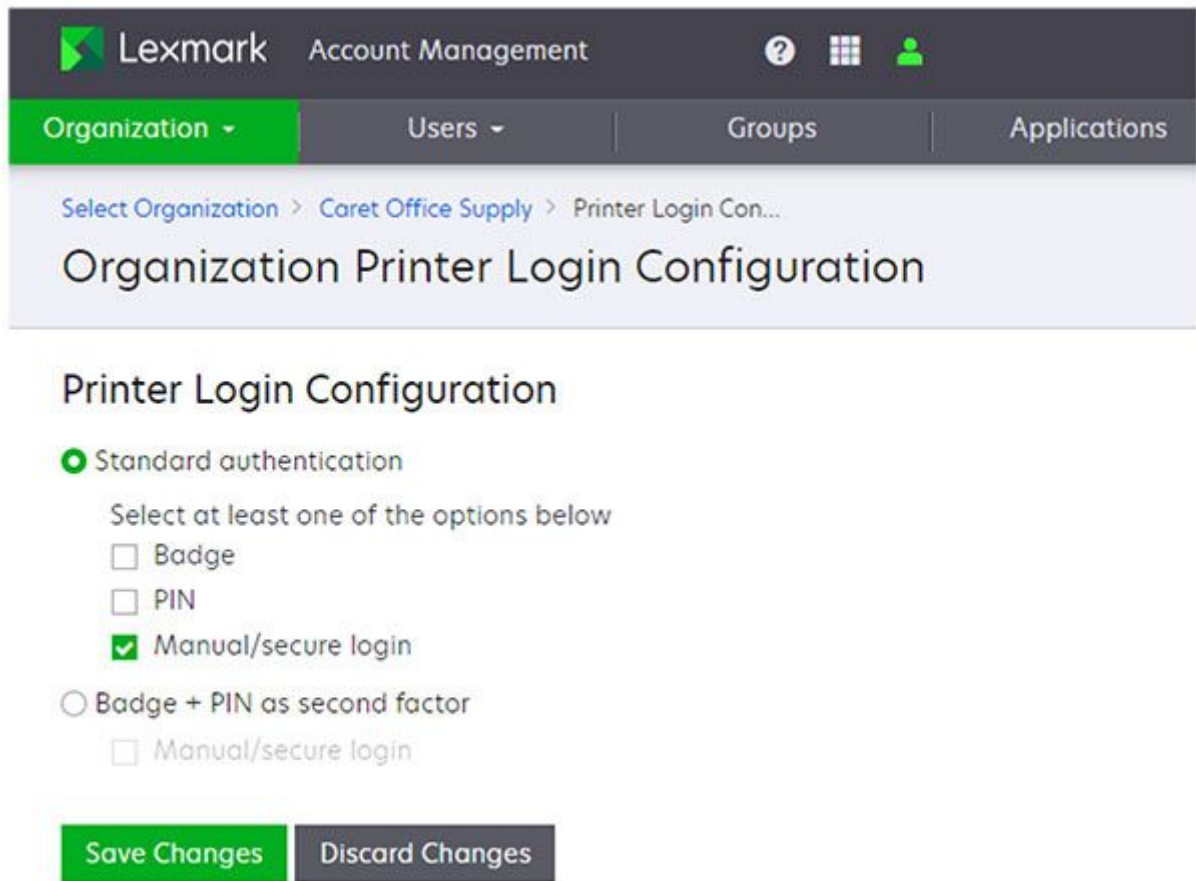 Lexmark Account Management
Organization Users Groups Applications
Select Organization > Caret Office Supply > Printer Login Con...
Organization Printer Login Configuration
Printer Login Configuration
Standard authentication
Select at least one of the options below
Badge
PIN
Manual/secure login
Badge + PIN as second factor
Manual/secure login
Save Changes Discard Changes